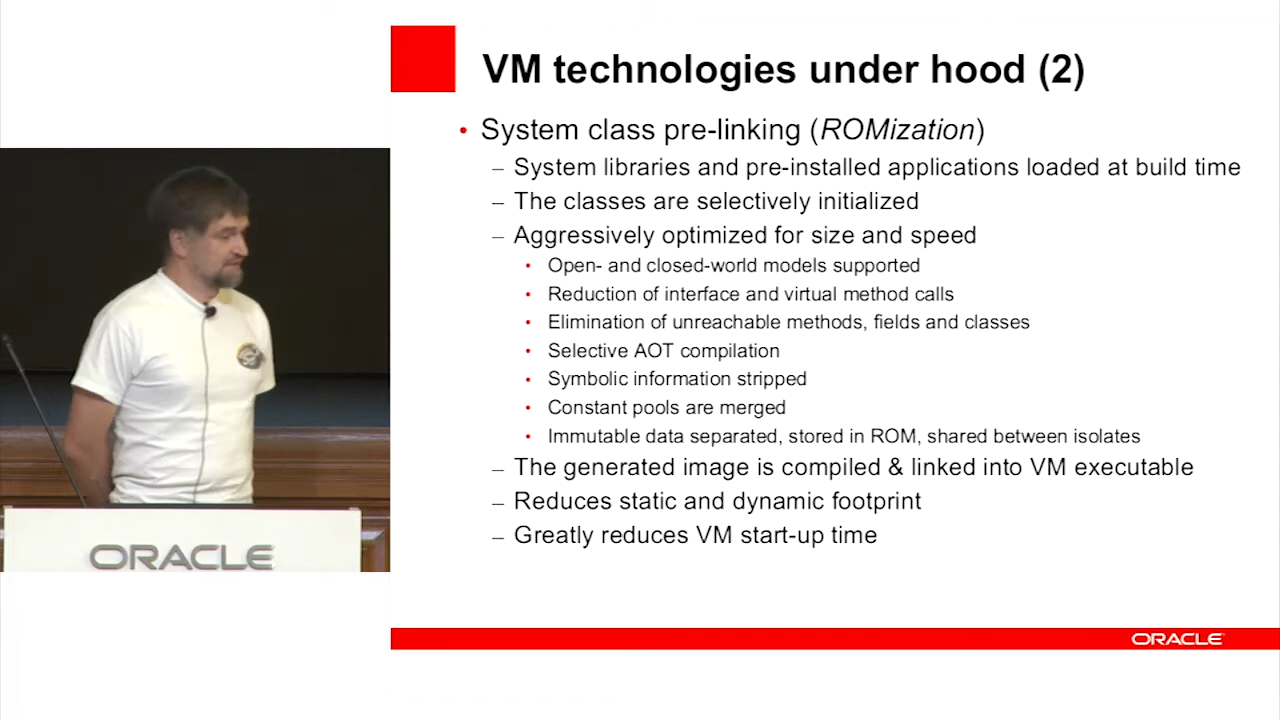 VM technologies under hood (2)
• System class pre-linking (ROMization)
– System libraries and pre-installed applications loaded at build time
– The classes are selectively initialized
– Aggressively optimized for size and speed
• Open- and closed-world models supported
• Reduction of interface and virtual method calls
• Elimination of unreachable methods, fields and classes
• Selective AOT compilation
• Symbolic information stripped
• Constant pools are merged
• Immutable data separated, stored in ROM, shared between isolates
– The generated image is compiled & linked into VM executable
– Reduces static and dynamic footprint
– Greatly reduces VM start-up time
ORACLE
ORACLE